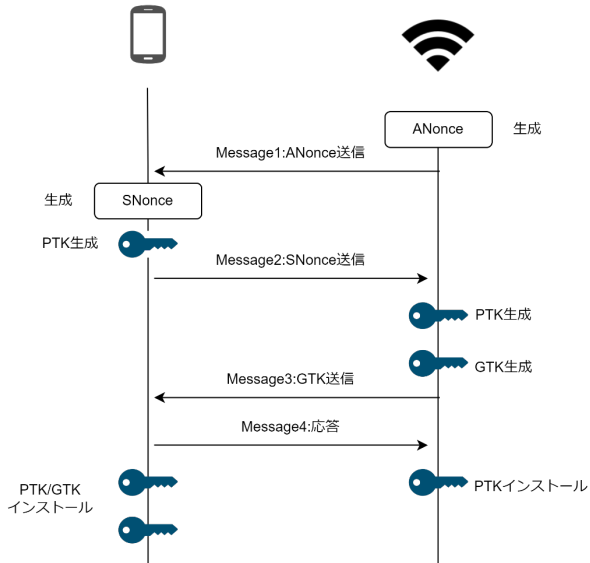 ANonce
生成
Message1:ANonce送信
生成
SNonce
PTK生成
Message2:SNonce送信
PTK生成
GTK生成
Message3:GTK送信
Message4:応答
PTK/GTK
インストール
PTKインストール